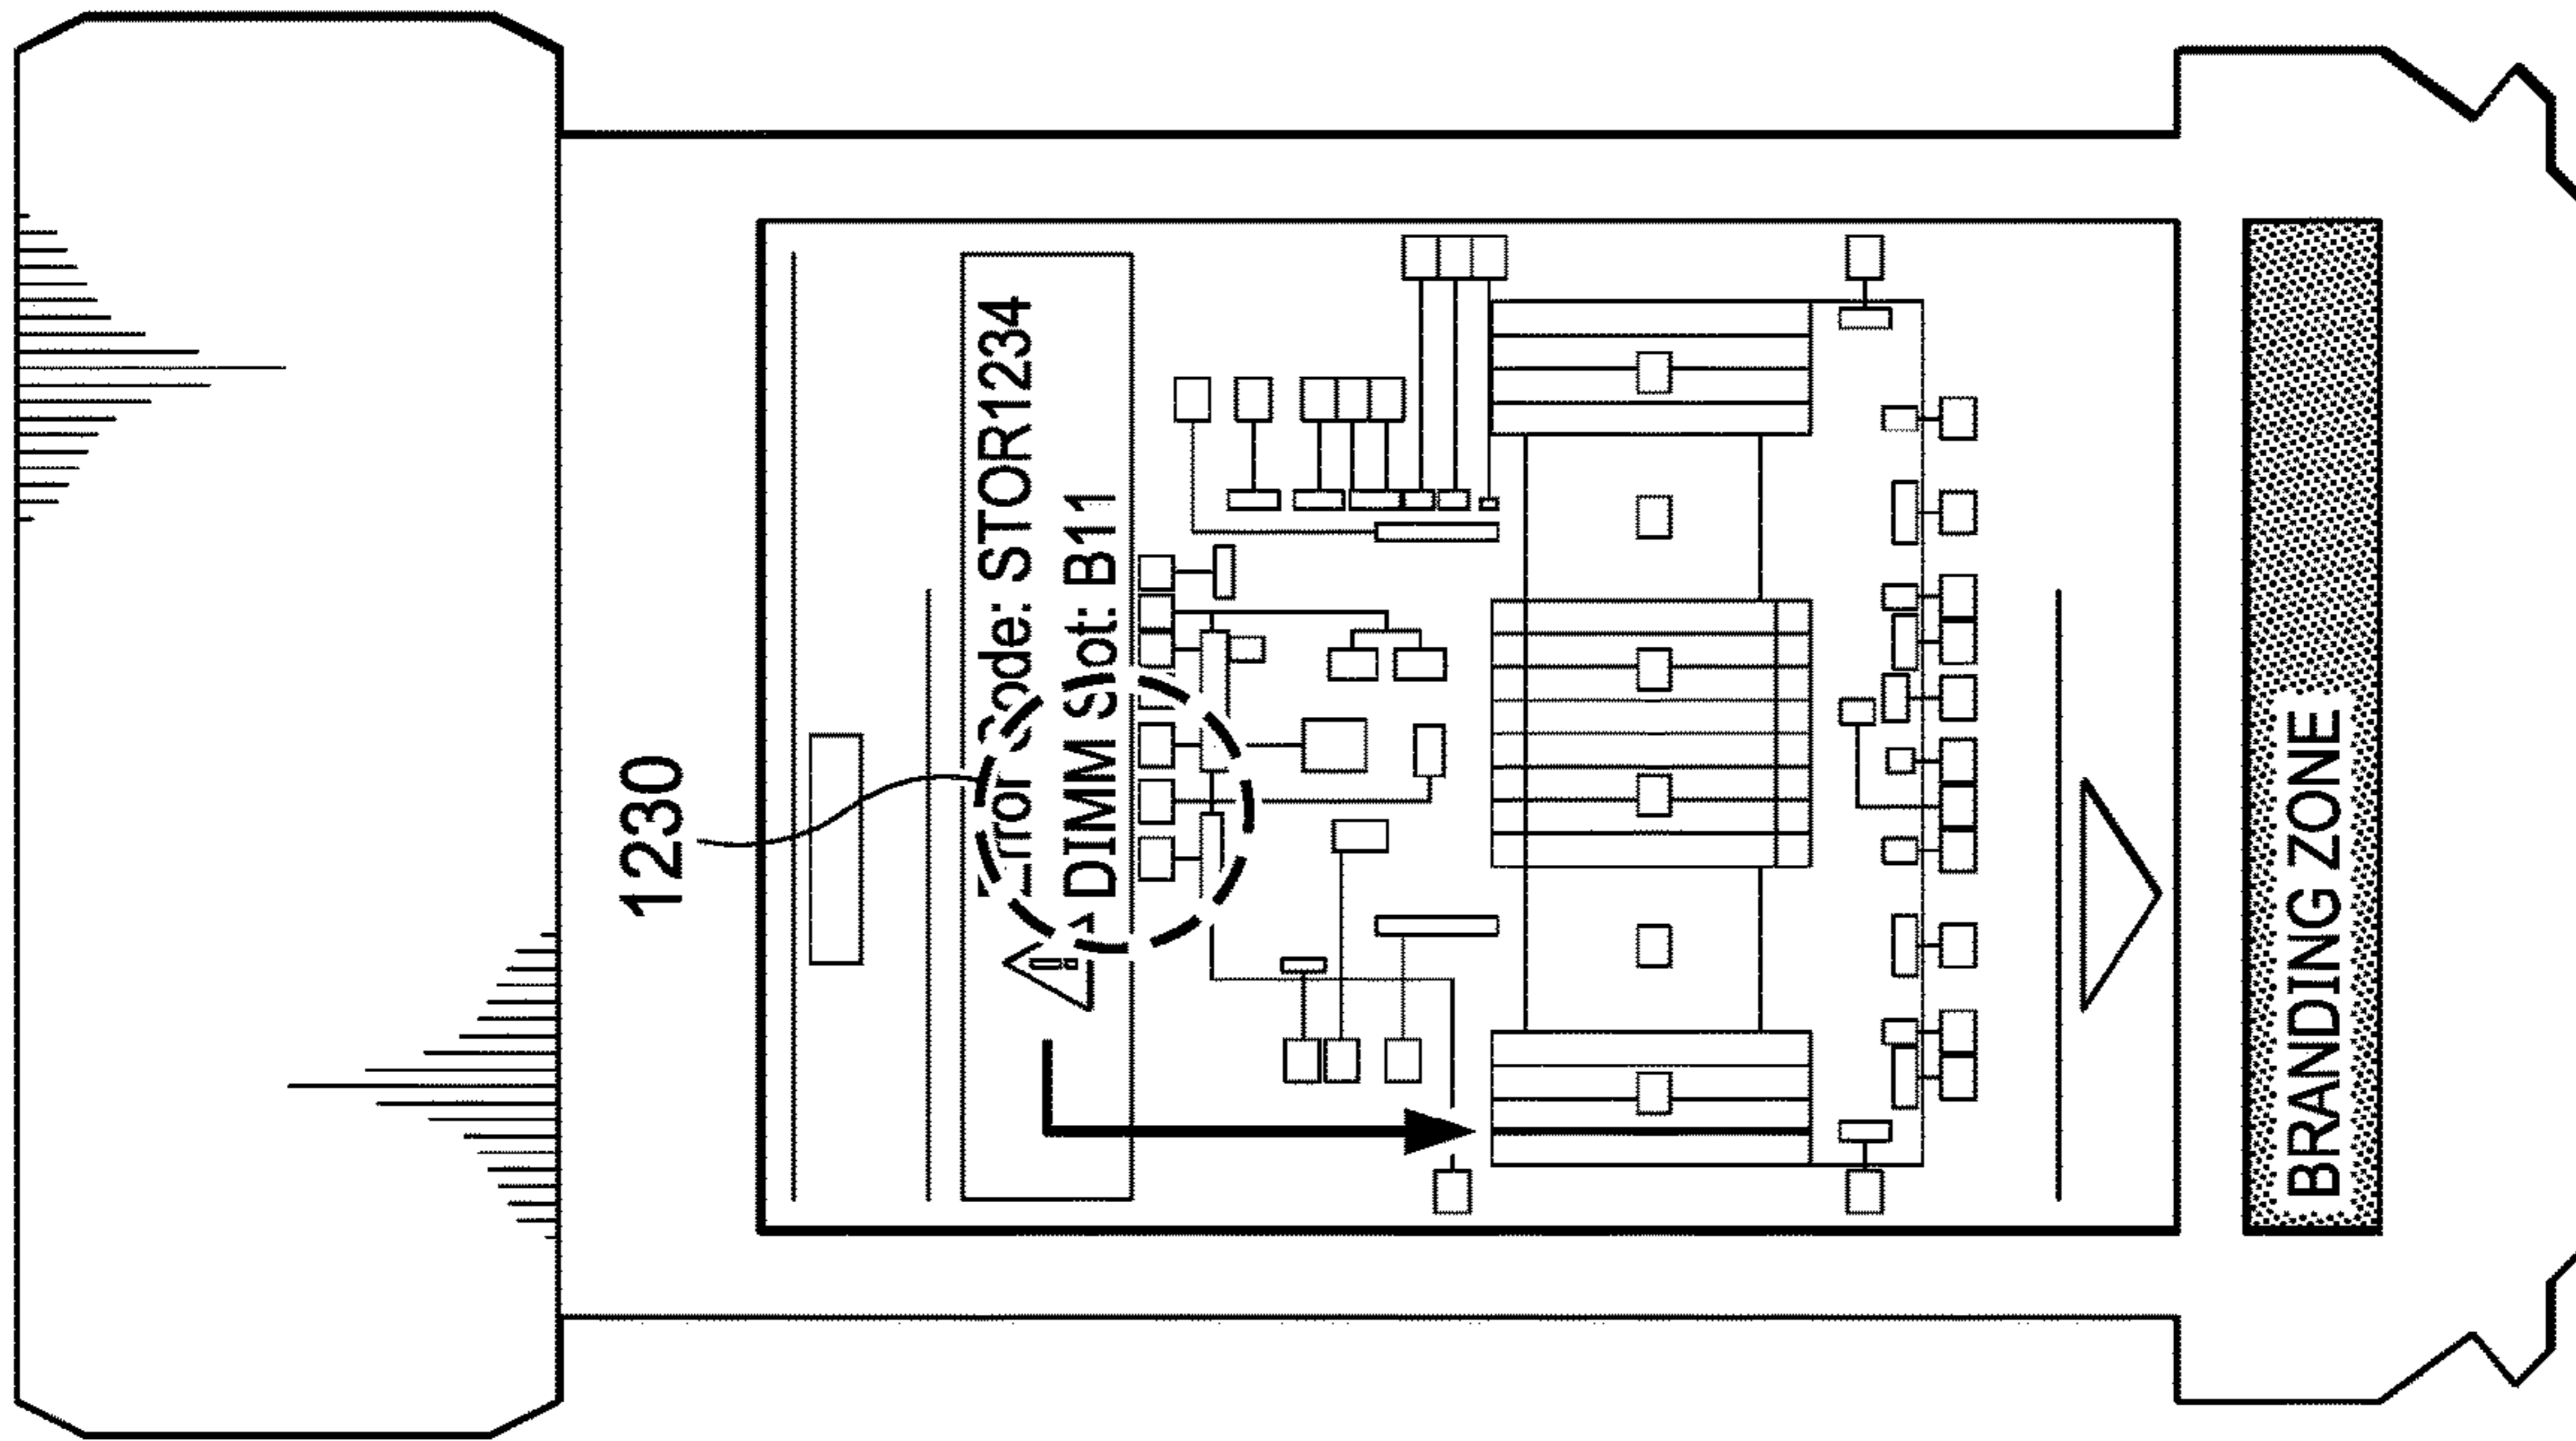 1230
Error Code: STOR1234
DIMM Slot: B11
BRANDING ZONE